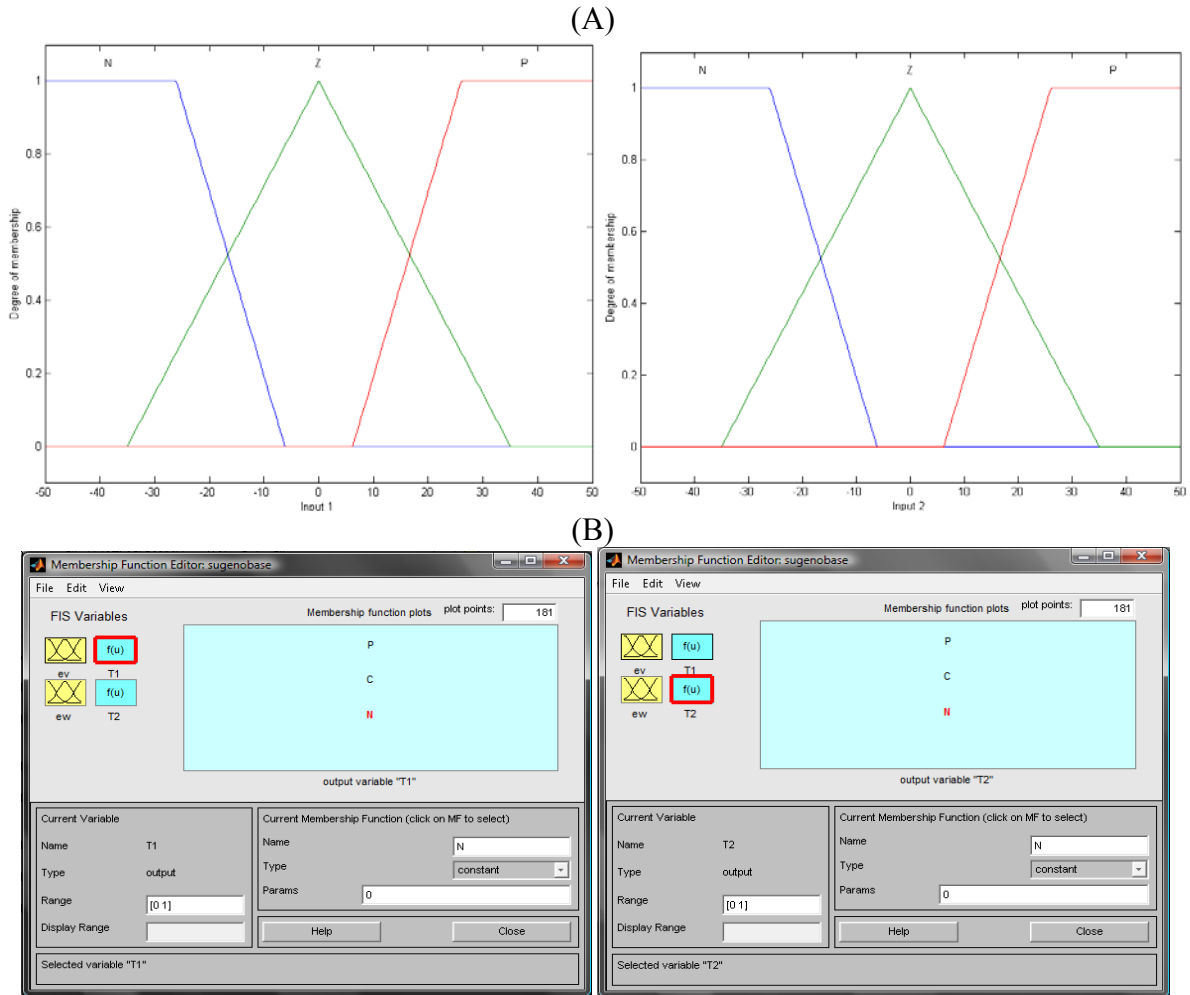 (A)
N Z P
1
0.8
0.6
0.4
0.2
0
Degree of membership
-50 -40 -30 -20 -10 0 10 20 30 40 50
Input 1
N Z P
1
0.8
0.6
0.4
0.2
0
Degree of membership
-50 -40 -30 -20 -10 0 10 20 30 40 50
Input 2
(B)
Membership Function Editor: sugenobase
File Edit View
FIS Variables
Membership function plots plot points: 181
f(u)
ev T1
f(u)
ew T2
P
C
N
output variable "T1"
Current Variable
Name T1
Type output
Range [0 1]
Display Range
Current Membership Function (click on MF to select)
Name N
Type constant
Params 0
Help Close
Selected variable "T1"
Membership Function Editor: sugenobase
File Edit View
FIS Variables
Membership function plots plot points: 181
f(u)
ev T1
f(u)
ew T2
P
C
N
output variable "T2"
Current Variable
Name T2
Type output
Range [0 1]
Display Range
Current Membership Function (click on MF to select)
Name N
Type constant
Params 0
Help Close
Selected variable "T2"